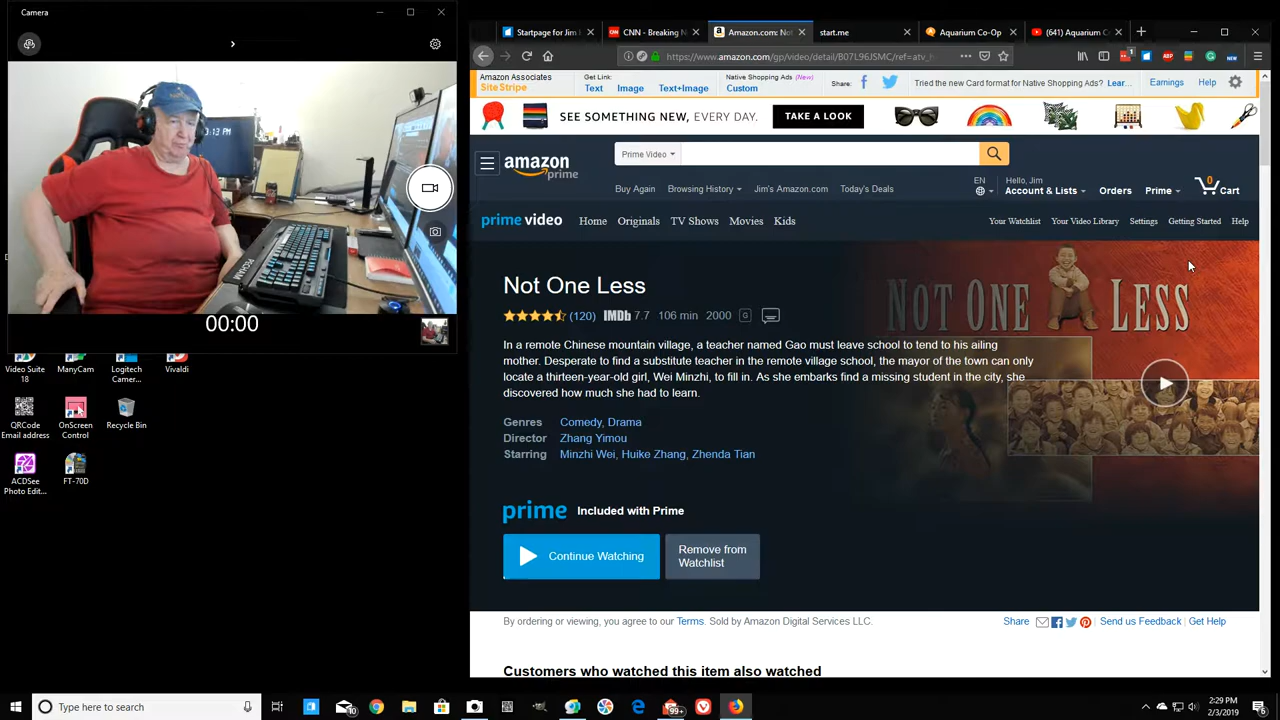 Camera
3:13 PM
00:00
Video Suite 18
ManyCam
Logitech Camer...
Vivaldi
QRCode Email address
OnScreen Control
Recycle Bin
ACDSee Photo Edit...
FT-70D
Startpage for Jim
CNN - Breaking N
Amazon.com: Not
start.me
Aquarium Co-Op
(641) Aquarium C
https://www.amazon.com/gp/video/detail/B07L96JSMC/ref=atv_
Amazon Associates
SiteStripe
Get Link:
Text Image Text+Image
Native Shopping Ads (New)
Custom
Share:
Tried the new Card format for Native Shopping Ads? Lear...
Earnings Help
SEE SOMETHING NEW, EVERY DAY. TAKE A LOOK
amazon prime
Prime Video
Buy Again Browsing History Jim's Amazon.com Today's Deals
EN
Hello, Jim
Account & Lists Orders Prime 0 Cart
prime video Home Originals TV Shows Movies Kids
Your Watchlist Your Video Library Settings Getting Started Help
NOT ONE LESS
Not One Less
(120) IMDb 7.7 106 min 2000 G
In a remote Chinese mountain village, a teacher named Gao must leave school to tend to his ailing
mother. Desperate to find a substitute teacher in the remote village school, the mayor of the town can only
locate a thirteen-year-old girl, Wei Minzhi, to fill in. As she embarks find a missing student in the city, she
discovered how much she had to learn.
Genres Comedy, Drama
Director Zhang Yimou
Starring Minzhi Wei, Huike Zhang, Zhenda Tian
prime Included with Prime
Continue Watching
Remove from Watchlist
By ordering or viewing, you agree to our Terms. Sold by Amazon Digital Services LLC.
Share Send us Feedback Get Help
Customers who watched this item also watched
Type here to search
10
99+
2:29 PM
2/3/2019
6